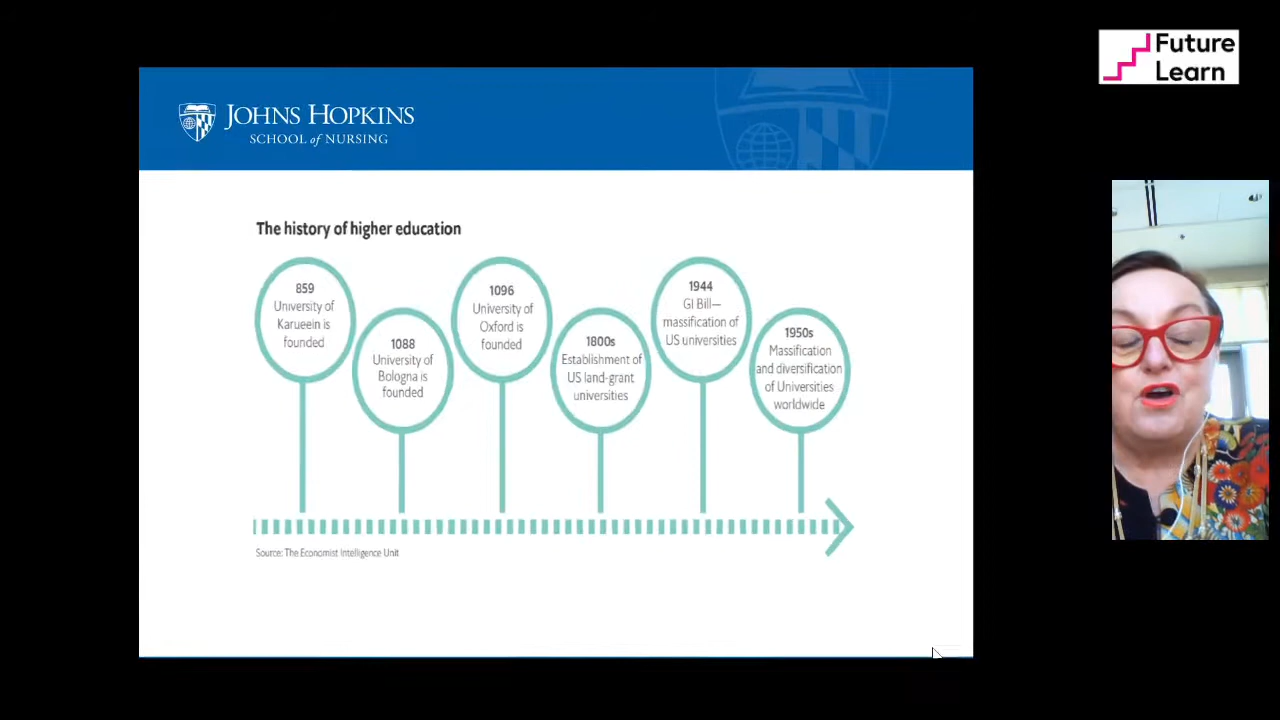 Future
Learn
JOHNS HOPKINS
SCHOOL of NURSING
The history of higher education
859
University of
Karueein is
founded
1088
University of
Bologna is
founded
1096
University of
Oxford is
founded
1800s
Establishment of
US land-grant
universities
1944
GI Bill—
massification of
US universities
1950s
Massification
and diversification
of Universities
worldwide
Source: The Economist Intelligence Unit